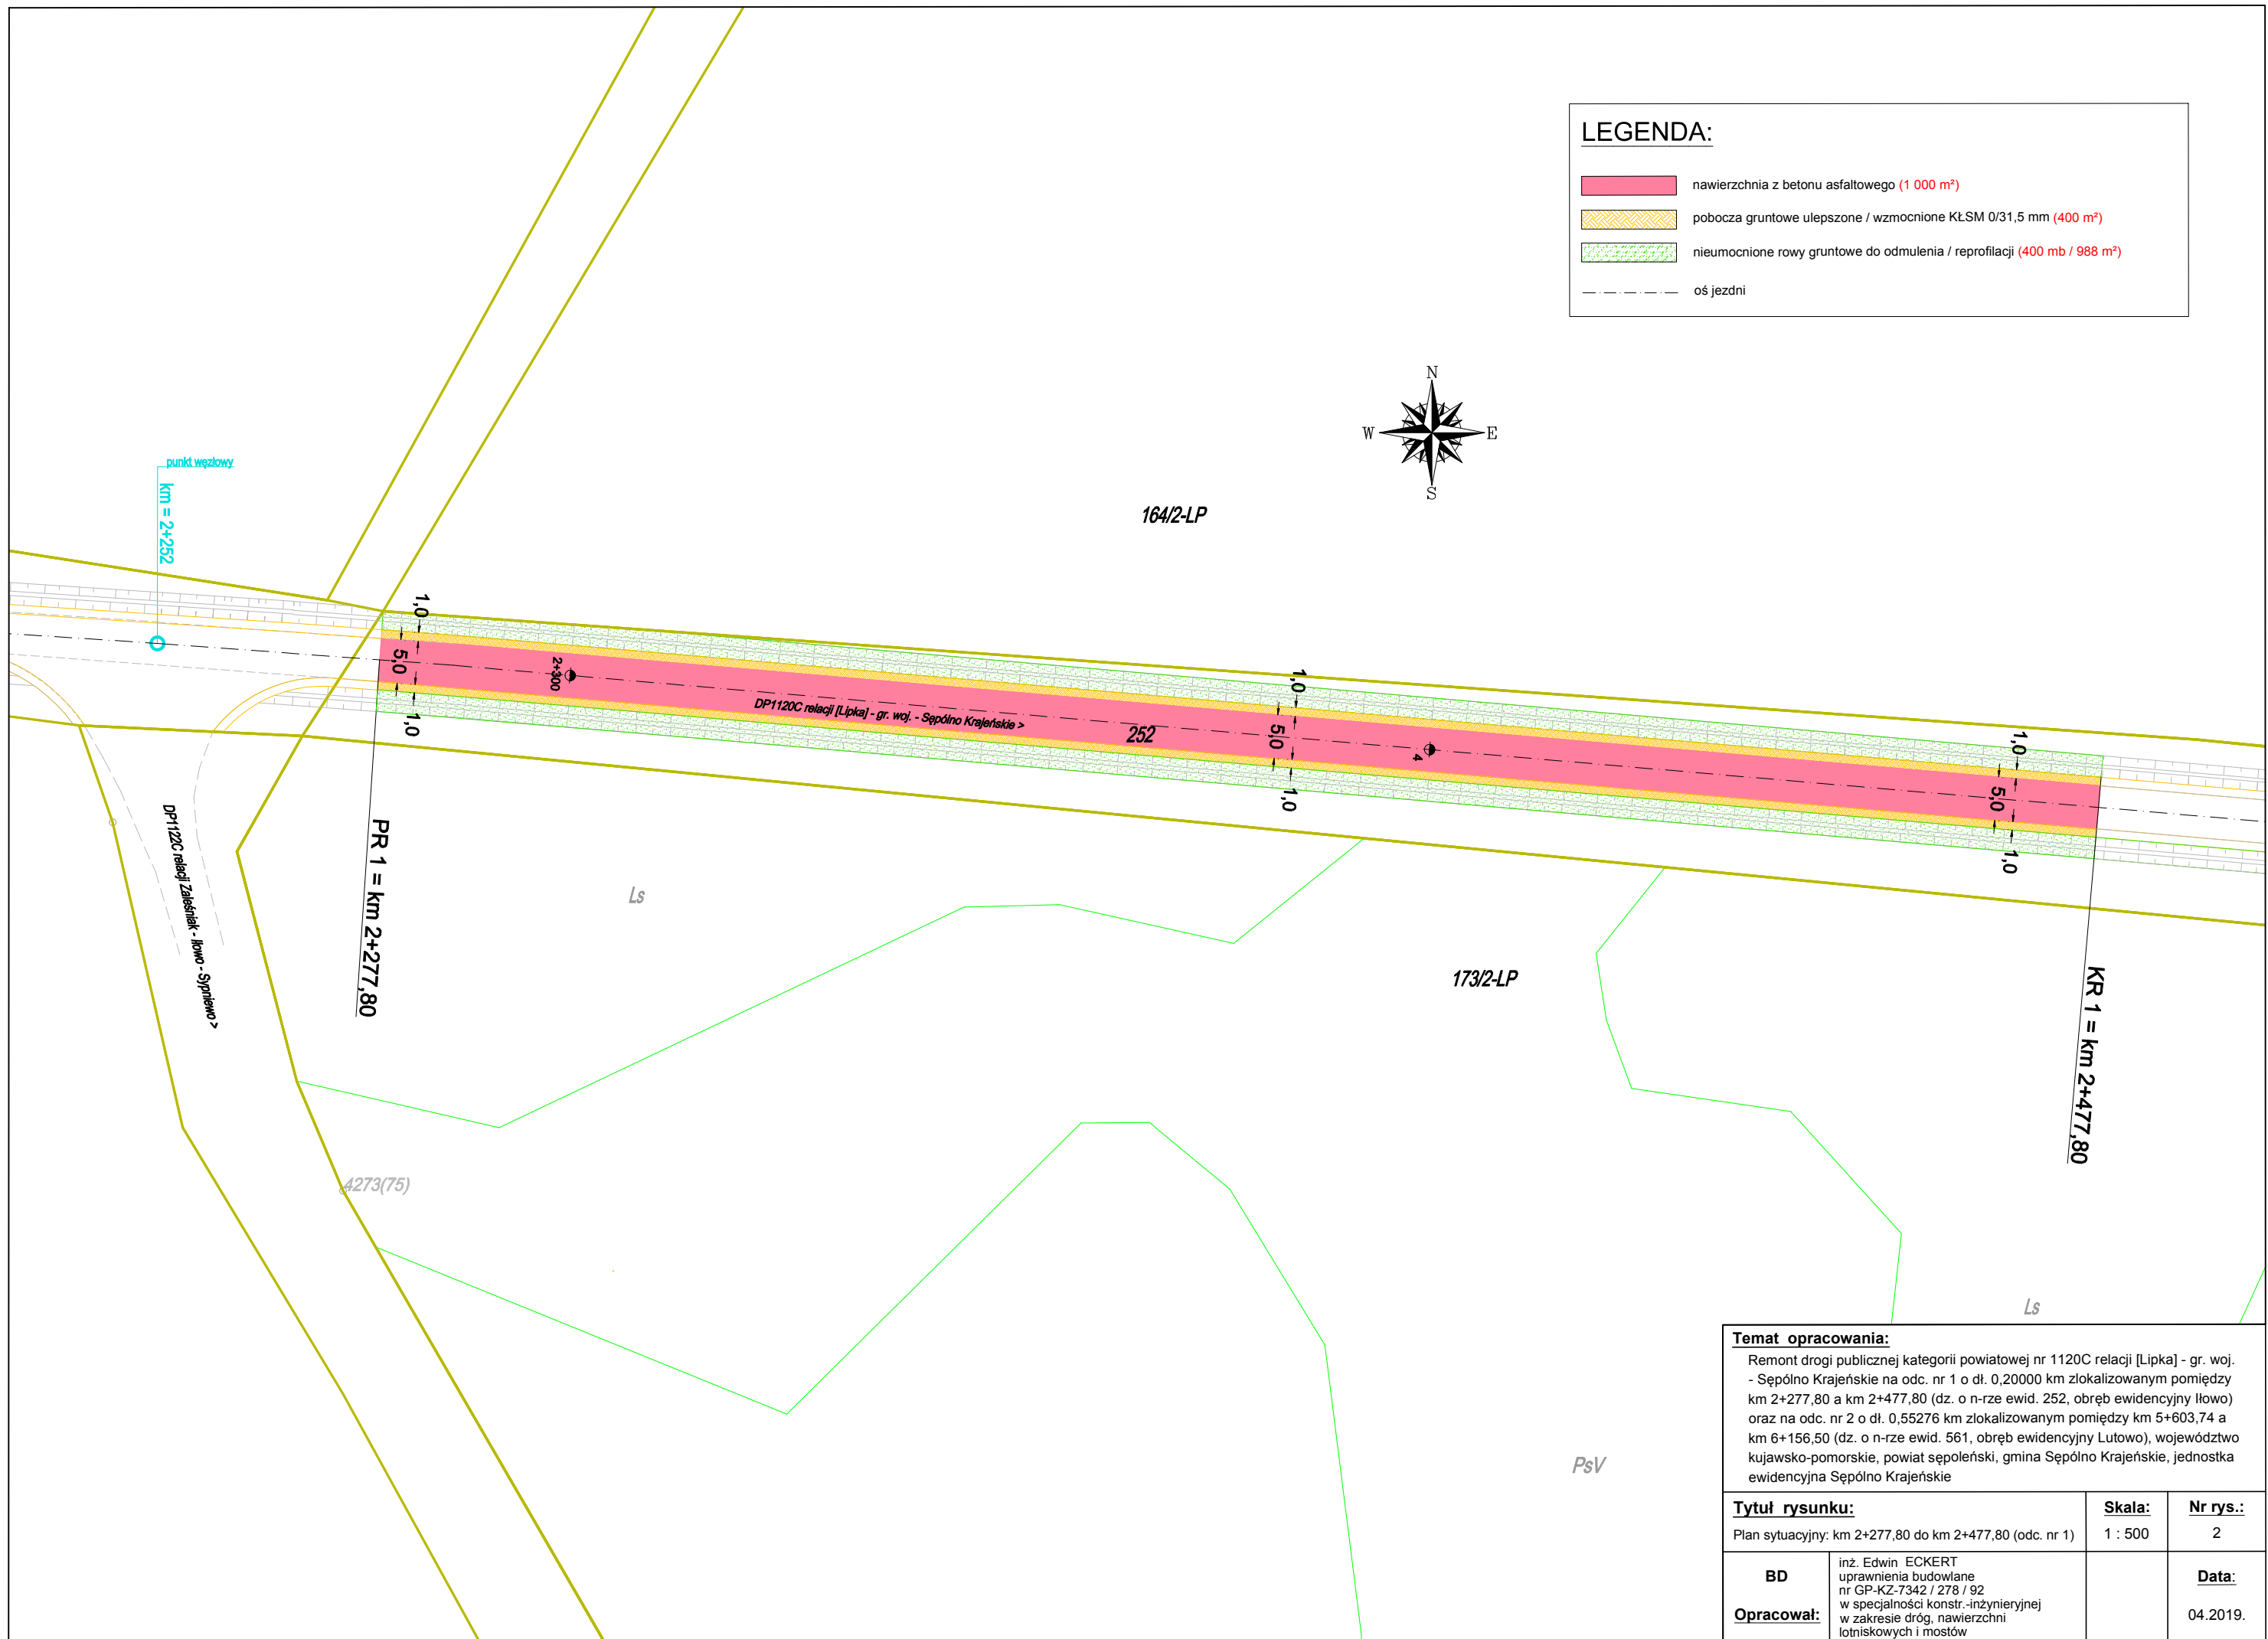 LEGENDA:
nawierzchnia z betonu asfaltowego (1 000 m²)
pobocza gruntowe ulepszone / wzmocnione KŁSM 0/31,5 mm (400 m²)
nieumocnione rowy gruntowe do odmulenia / reprofilacji (400 mb / 988 m²)
oś jezdni
N
W
E
S
164/2-LP
punkt węzłowy
km = 2+252
1,0
5,0
1,0
2+300
DP1120C relacji [Lipka] - gr. woj. - Sępólno Krajeńskie >
252
1,0
5,0
1,0
4
1,0
5,0
1,0
DP1122C relacji Zaleśniak - Iłowo - Sypniewo >
PR 1 = km 2+277,80
Ls
173/2-LP
KR 1 = km 2+477,80
4273(75)
Ls
PsV
Temat opracowania:
Remont drogi publicznej kategorii powiatowej nr 1120C relacji [Lipka] - gr. woj.
- Sępólno Krajeńskie na odc. nr 1 o dł. 0,20000 km zlokalizowanym pomiędzy
km 2+277,80 a km 2+477,80 (dz. o n-rze ewid. 252, obręb ewidencyjny Iłowo)
oraz na odc. nr 2 o dł. 0,55276 km zlokalizowanym pomiędzy km 5+603,74 a
km 6+156,50 (dz. o n-rze ewid. 561, obręb ewidencyjny Lutowo), województwo
kujawsko-pomorskie, powiat sępoleński, gmina Sępólno Krajeńskie, jednostka
ewidencyjna Sępólno Krajeńskie
Tytuł rysunku:
Plan sytuacyjny: km 2+277,80 do km 2+477,80 (odc. nr 1)
Skala:
1 : 500
Nr rys.:
2
BD
Opracował:
inż. Edwin ECKERT
uprawnienia budowlane
nr GP-KZ-7342 / 278 / 92
w specjalności konstr.-inżynieryjnej
w zakresie dróg, nawierzchni
lotniskowych i mostów
Data:
04.2019.